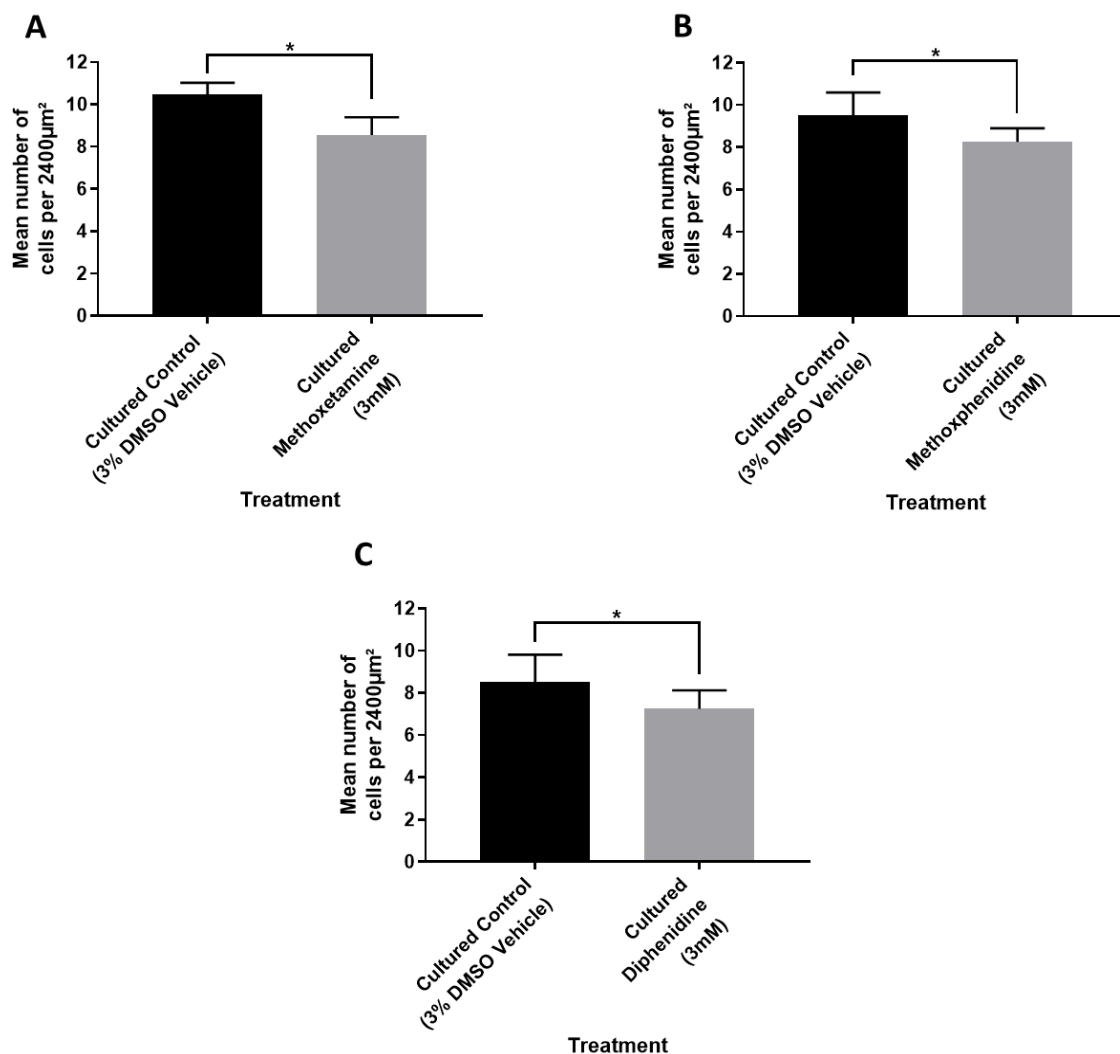 A
*
12
10
8
6
4
2
0
Mean number of
cells per 2400µm²
Cultured Control
(3% DMSO Vehicle)
Cultured
Methoxetamine
(3mM)
Treatment
B
*
12
10
8
6
4
2
0
Mean number of
cells per 2400µm²
Cultured Control
(3% DMSO Vehicle)
Cultured
Methoxphenidine
(3mM)
Treatment
C
*
12
10
8
6
4
2
0
Mean number of
cells per 2400µm²
Cultured Control
(3% DMSO Vehicle)
Cultured
Diphenidine
(3mM)
Treatment